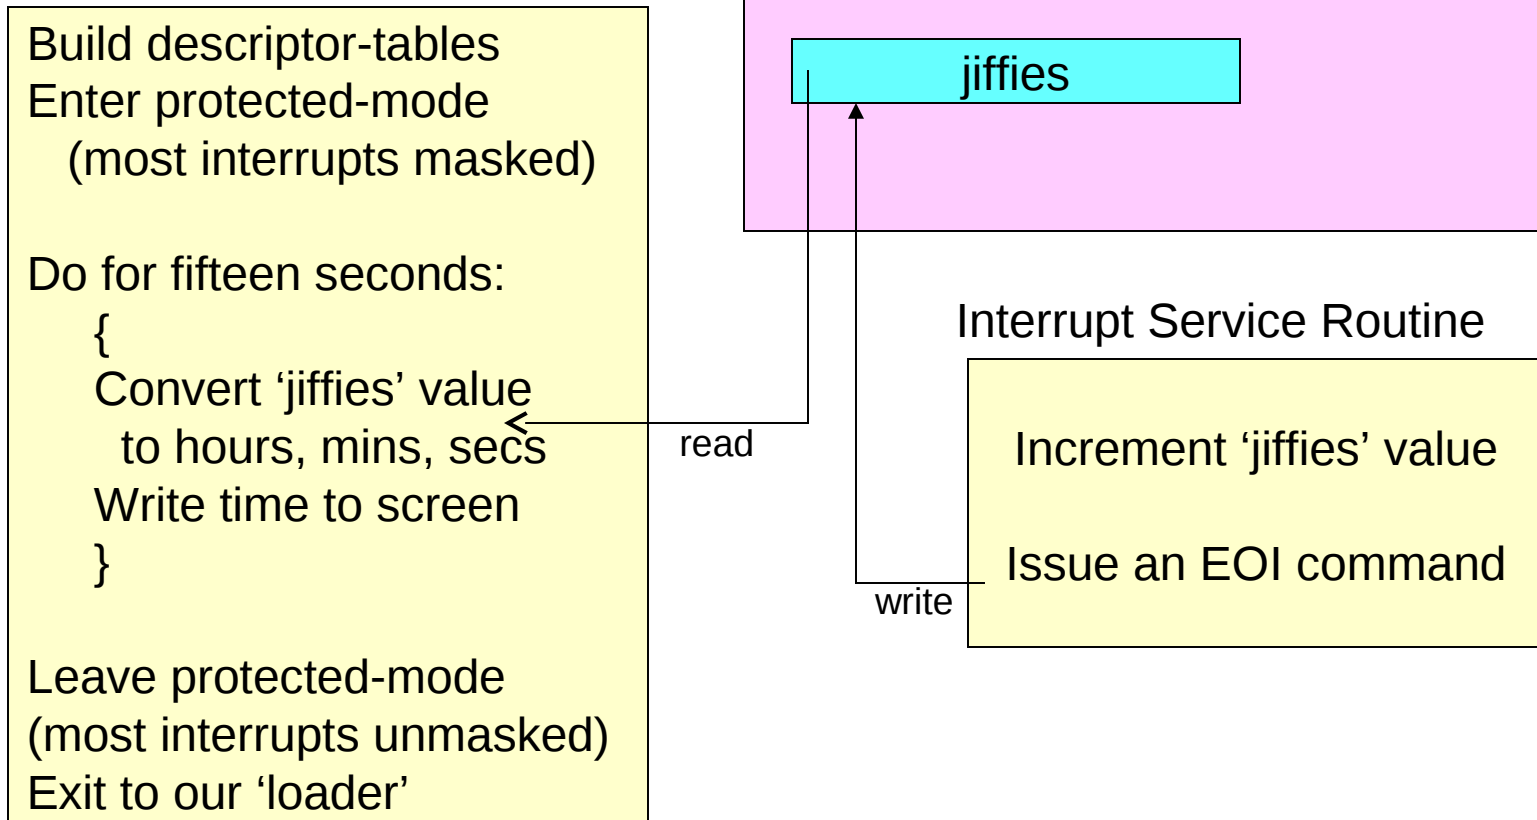 Build descriptor-tables
Enter protected-mode
(most interrupts masked)
Do for fifteen seconds:
{
Convert ‘jiffies’ value
to hours, mins, secs
Write time to screen
}
Leave protected-mode
(most interrupts unmasked)
Exit to our ‘loader’
jiffies
read
write
Interrupt Service Routine
Increment ‘jiffies’ value
Issue an EOI command